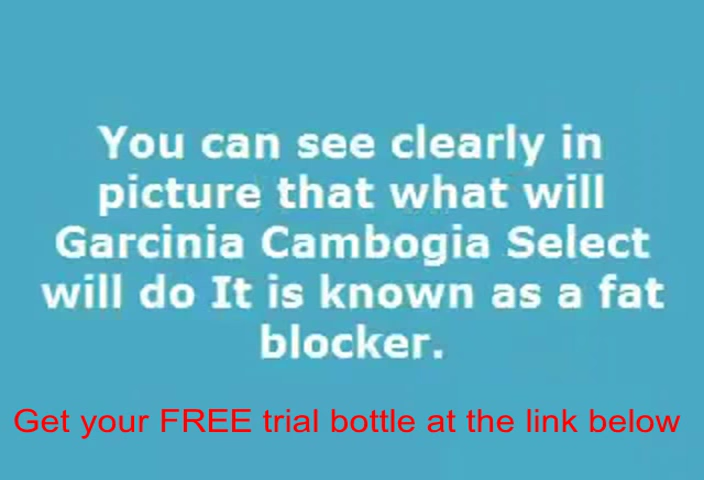 You can see clearly in
picture that what will
Garcinia Cambogia Select
will do It is known as a fat
blocker.
Get your FREE trial bottle at the link below